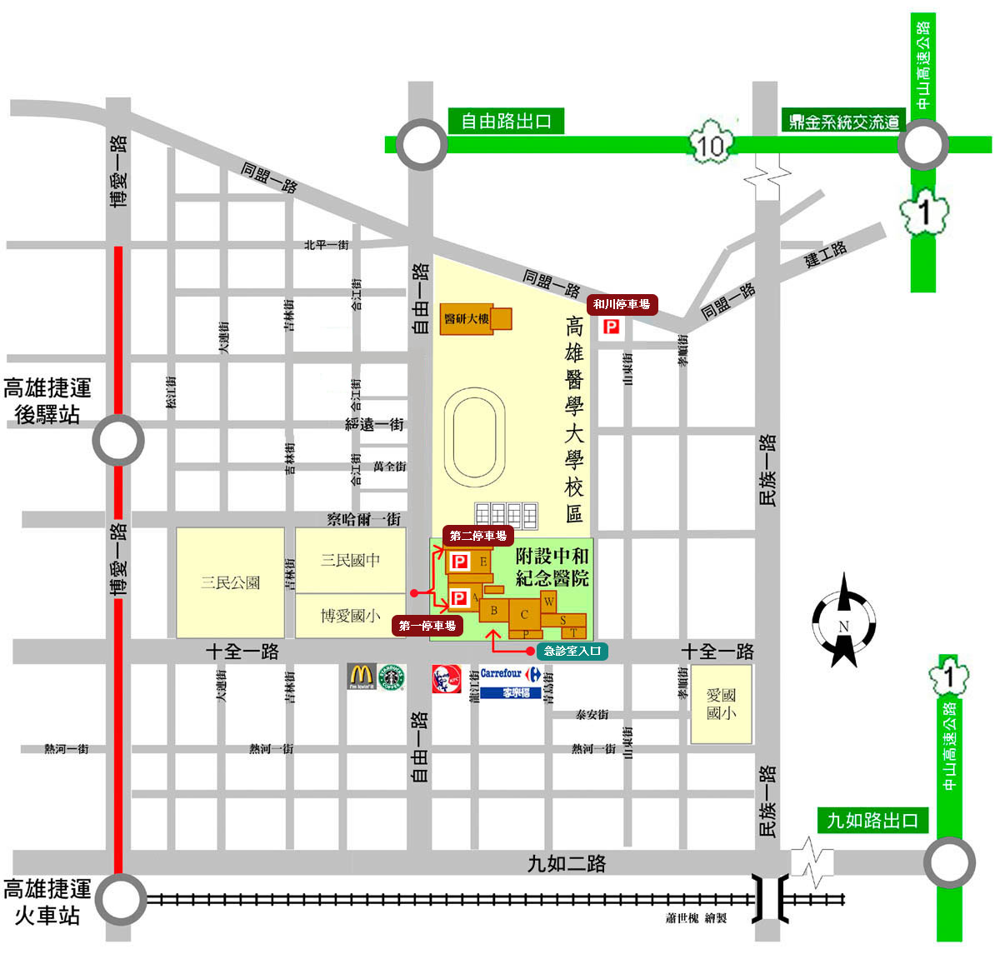 中山高速公路
自由路出口
鼎金系統交流道
10
1
博愛一路
同盟一路
北平一街
自由一路
同盟一路
建工路
合江街
吉林街
大連街
和川停車場
同盟一路
醫研大樓
P
高雄醫學大學校區
孝順街
山東街
高雄捷運
後驛站
松江街
合江街
綏遠一街
吉林街
合江街
萬全街
民族一路
察哈爾一街
博愛一路
三民公園
吉林街
三民國中
博愛國小
第二停車場
P
E
附設中和
紀念醫院
P
A
B
C
W
S
T
P
第一停車場
N
十全一路
急診室入口
十全一路
大連街
吉林街
M
i'm lovin' it
STARBUCKS
COFFEE
KFC
龍江街
Carrefour
家樂福
青島街
孝順街
愛國
國小
泰安街
山東街
1
中山高速公路
熱河一街
熱河一街
自由一路
熱河一街
民族一路
九如路出口
九如二路
高雄捷運
火車站
蕭世槐 繪製